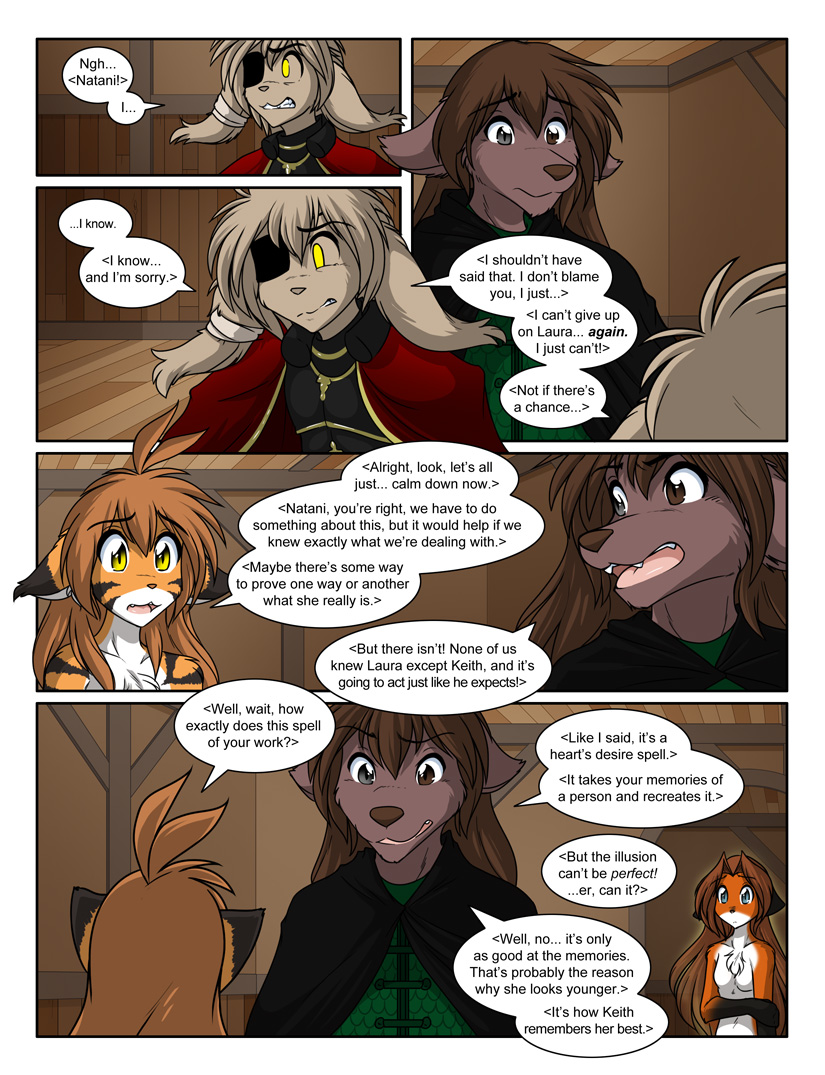 Ngh...
<Natani!>
I...
...I know.
<I know...
and I'm sorry.>
<I shouldn't have
said that. I don't blame
you, I just...>
<I can't give up
on Laura... again.
I just can't!>
<Not if there's
a chance...>
<Alright, look, let's all
just... calm down now.>
<Natani, you're right, we have to do
something about this, but it would help if we
knew exactly what we're dealing with.>
<Maybe there's some way
to prove one way or another
what she really is.>
<But there isn't! None of us
knew Laura except Keith, and it's
going to act just like he expects!>
<Well, wait, how
exactly does this spell
of your work?>
<Like I said, it's a
heart's desire spell.>
<It takes your memories of
a person and recreates it.>
<But the illusion
can't be perfect!
...er, can it?>
<Well, no... it's only
as good at the memories.
That's probably the reason
why she looks younger.>
<It's how Keith
remembers her best.>